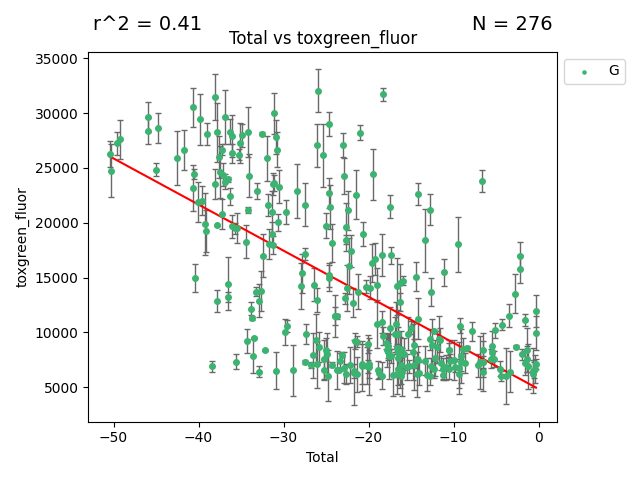 r^2 = 0.41
N = 276
Total vs toxgreen_fluor
G
35000
30000
25000
20000
15000
10000
5000
toxgreen_fluor
−50
−40
−30
−20
−10
0
Total